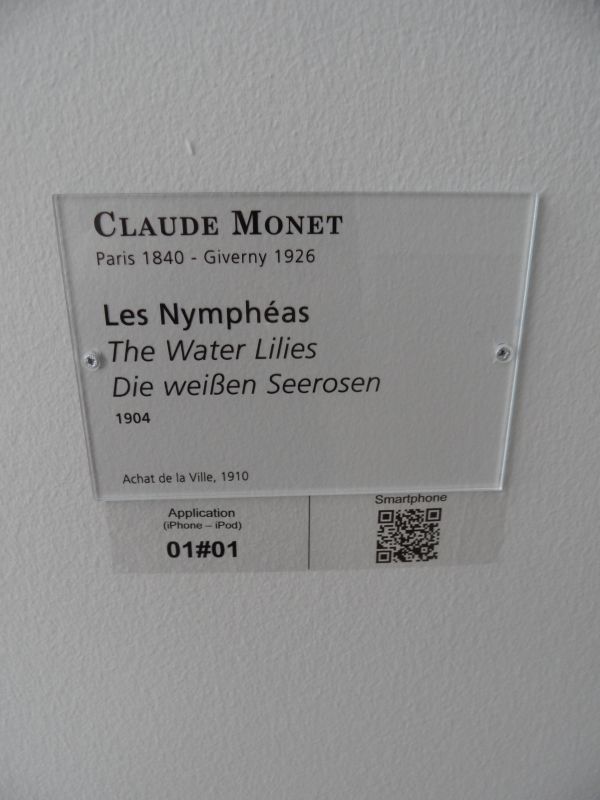 CLAUDE MONET
Paris 1840 - Giverny 1926
Les Nymphéas
The Water Lilies
Die weißen Seerosen
1904
Achat de la Ville, 1910
Application
(iPhone – iPod)
01#01
Smartphone